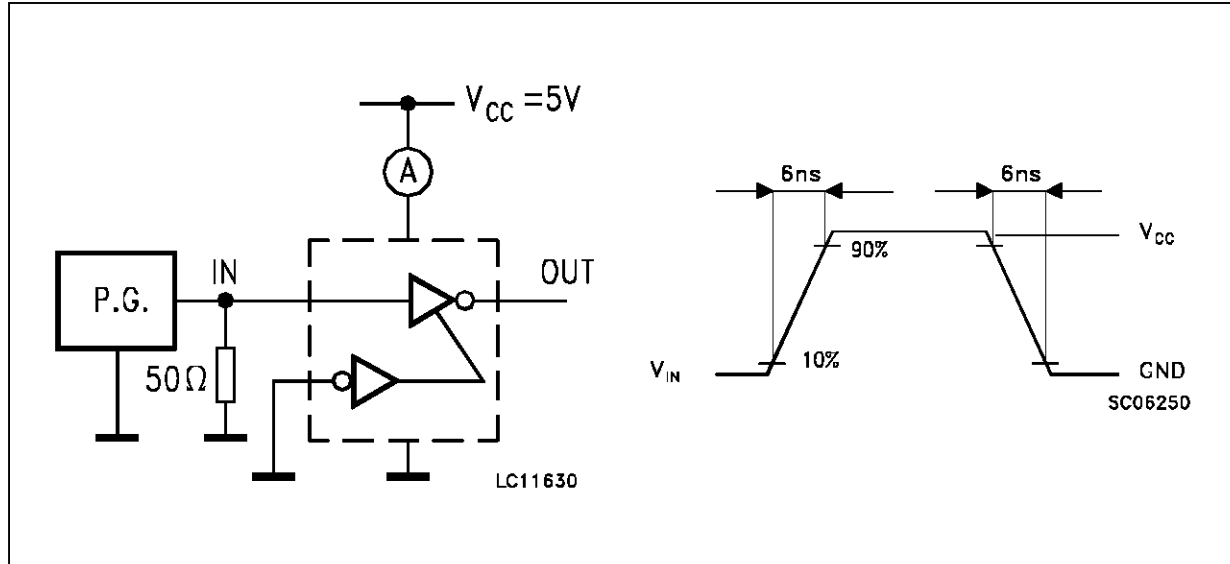 V_CC =5V
A
6ns
6ns
V_CC
90%
IN
OUT
P.G.
50Ω
10%
V_IN
GND
SC06250
LC11630